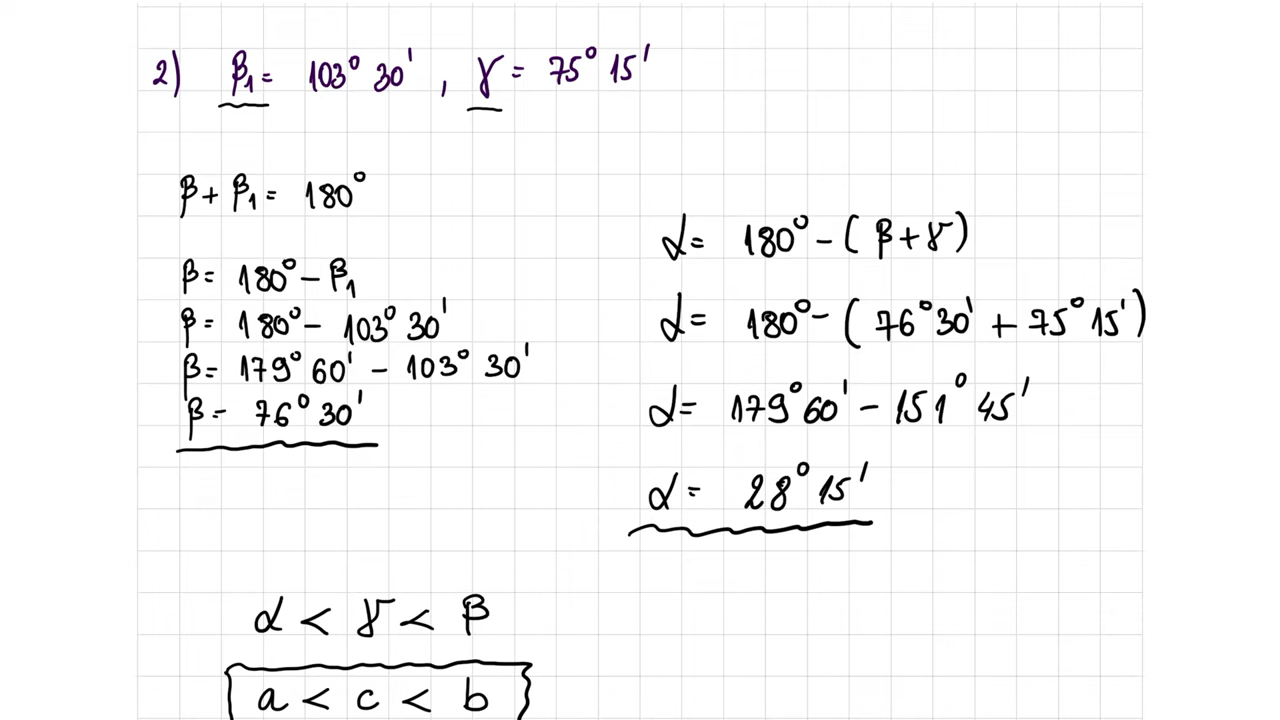 2) β₁ = 103° 30' , γ = 75° 15'
β + β₁ = 180°
β = 180° - β₁
β = 180° - 103° 30'
β = 179° 60' - 103° 30'
β = 76° 30'
α = 180° - (β + γ)
α = 180° - (76° 30' + 75° 15')
α = 179° 60' - 151° 45'
α = 28° 15'
α < γ < β
a < c < b